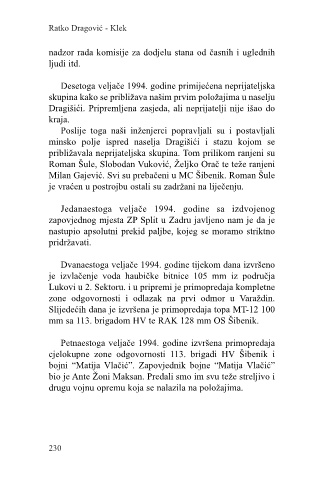 Ratko Dragović - Klek
nadzor rada komisije za dodjelu stana od časnih i uglednih
ljudi itd.
Desetoga veljače 1994. godine primijećena neprijateljska
skupina kako se približava našim prvim položajima u naselju
Dragišići. Pripremljena zasjeda, ali neprijatelji nije išao do
kraja.
Poslije toga naši inženjerci popravljali su i postavljali
minsko polje ispred naselja Dragišići i stazu kojom se
približavala neprijateljska skupina. Tom prilikom ranjeni su
Roman Šule, Slobodan Vuković, Željko Orač te teže ranjeni
Milan Gajević. Svi su prebačeni u MC Šibenik. Roman Šule
je vraćen u postrojbu ostali su zadržani na liječenju.
Jedanaestoga veljače 1994. godine sa izdvojenog
zapovjednog mjesta ZP Split u Zadru javljeno nam je da je
nastupio apsolutni prekid paljbe, kojeg se moramo striktno
pridržavati.
Dvanaestoga veljače 1994. godine tijekom dana izvršeno
je izvlačenje voda haubičke bitnice 105 mm iz područja
Lukovi u 2. Sektoru. i u pripremi je primopredaja kompletne
zone odgovornosti i odlazak na prvi odmor u Varaždin.
Slijedećih dana je izvršena je primopredaja topa MT-12 100
mm sa 113. brigadom HV te RAK 128 mm OS Šibenik.
Petnaestoga veljače 1994. godine izvršena primopredaja
cjelokupne zone odgovornosti 113. brigadi HV Šibenik i
bojni “Matija Vlačić”. Zapovjednik bojne “Matija Vlačić”
bio je Ante Žoni Maksan. Predali smo im svu teže streljivo i
drugu vojnu opremu koja se nalazila na položajima.
230